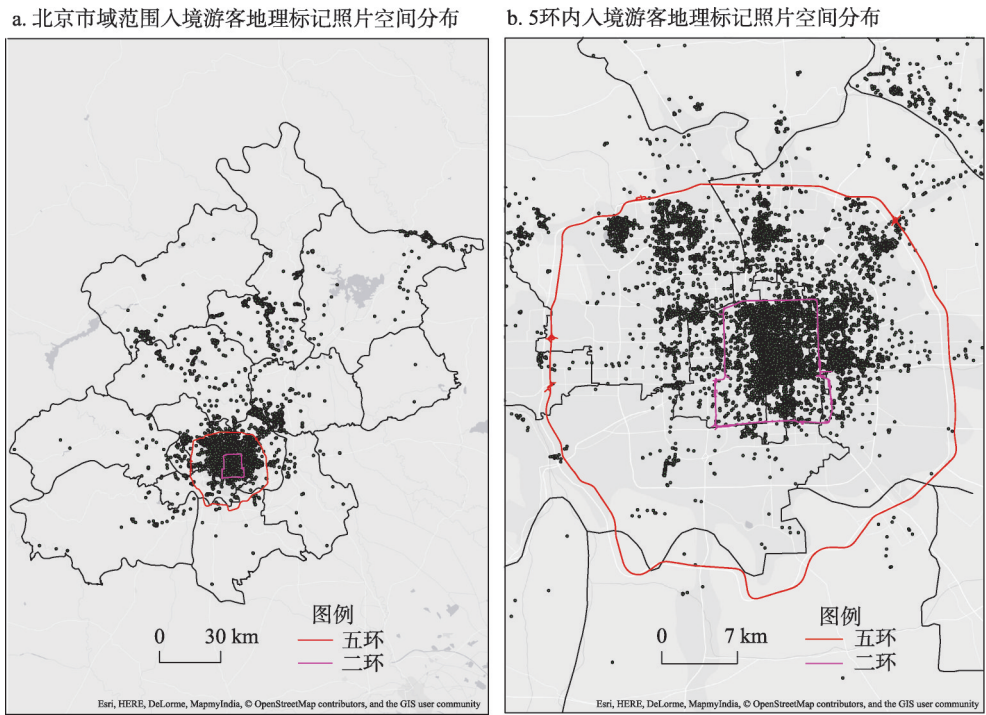 a. 北京市域范围入境游客地理标记照片空间分布
b. 5环内入境游客地理标记照片空间分布
图例
0 30 km
五环
二环
Esri, HERE, DeLorme, MapmyIndia, © OpenStreetMap contributors, and the GIS user community
图例
0 7 km
五环
二环
Esri, HERE, DeLorme, MapmyIndia, © OpenStreetMap contributors, and the GIS user community